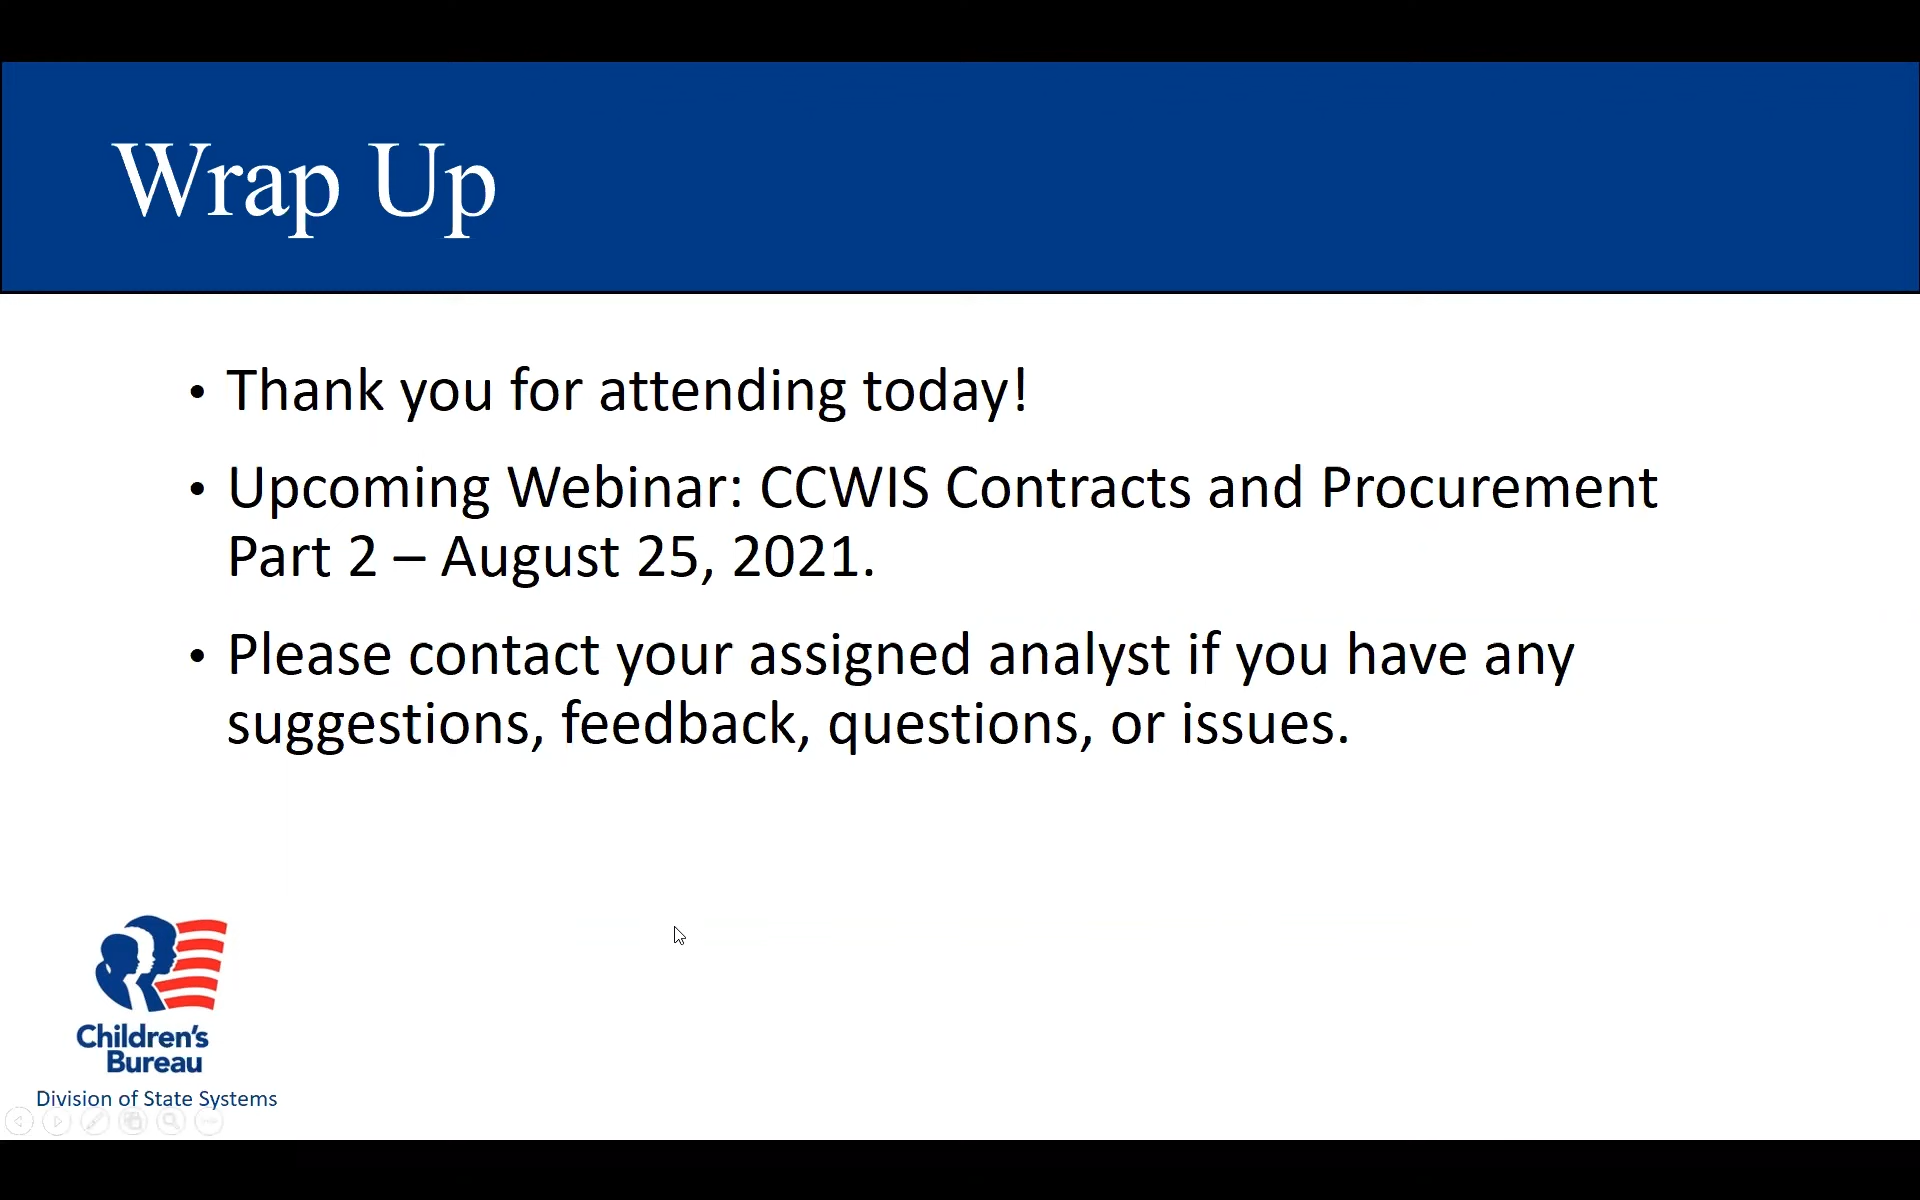 Wrap Up
• Thank you for attending today!
• Upcoming Webinar: CCWIS Contracts and Procurement
Part 2 – August 25, 2021.
• Please contact your assigned analyst if you have any
suggestions, feedback, questions, or issues.
Children's
Bureau
Division of State Systems